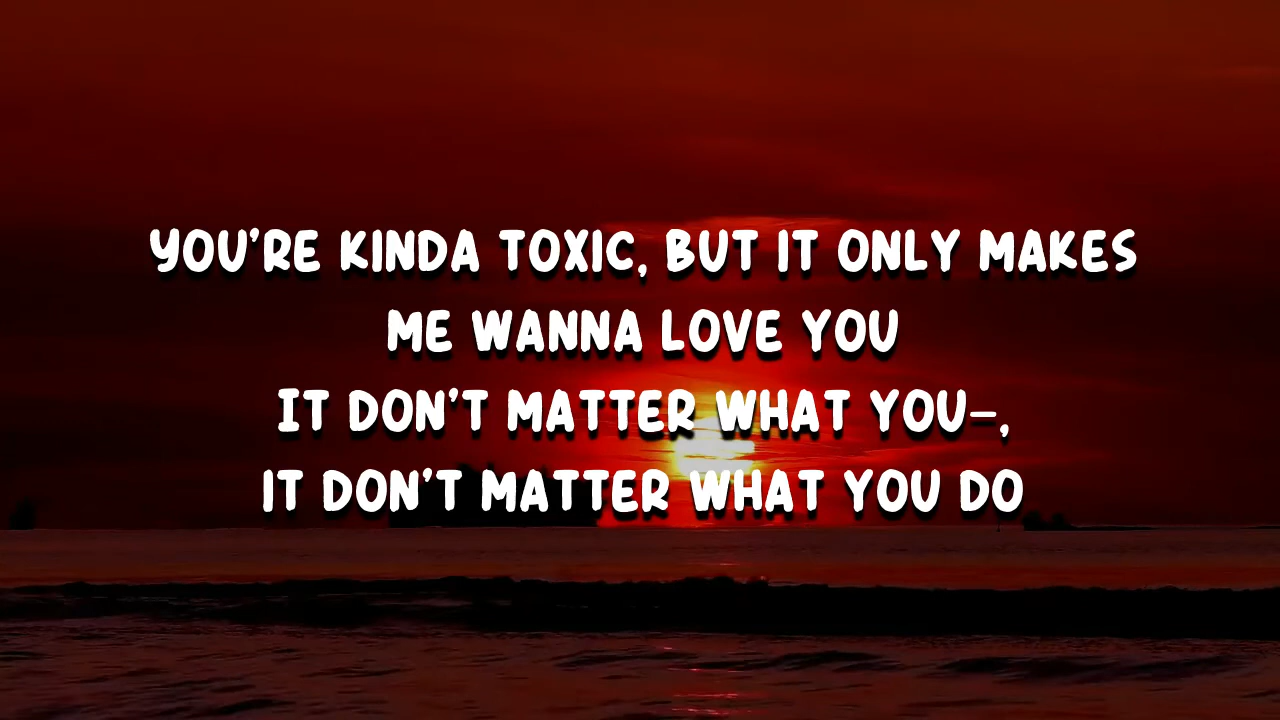 YOU'RE KINDA TOXIC, BUT IT ONLY MAKES
ME WANNA LOVE YOU
IT DON'T MATTER WHAT YOU–,
IT DON'T MATTER WHAT YOU DO